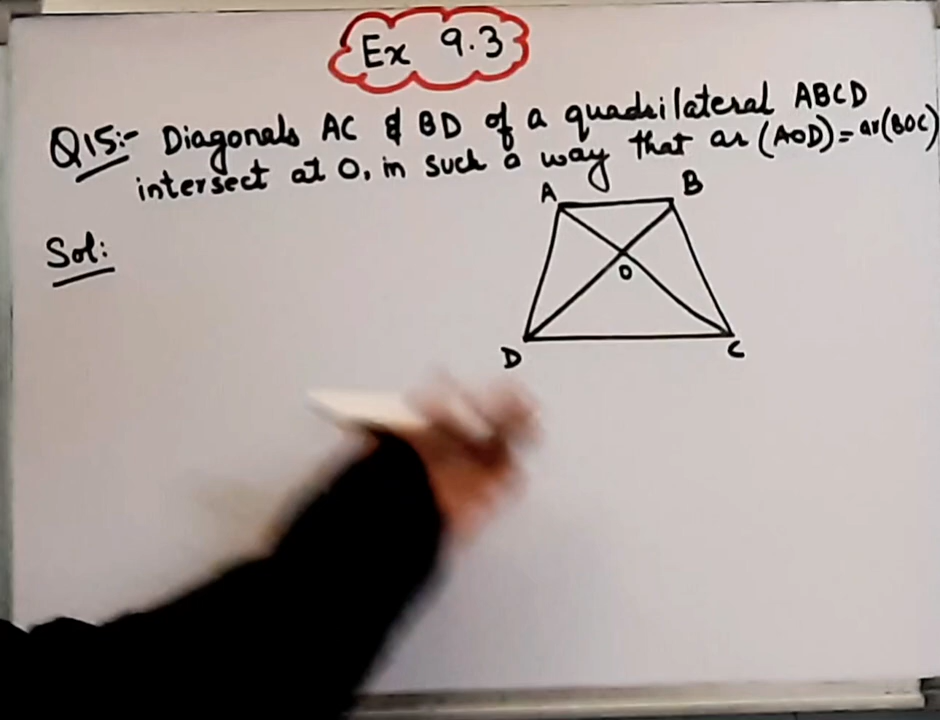 Ex 9.3
Q15:- Diagonals AC & BD of a quadrilateral ABCD
intersect at O, in such a way that ar (AOD) = ar(BOC)
A B
Sol:
O
D C